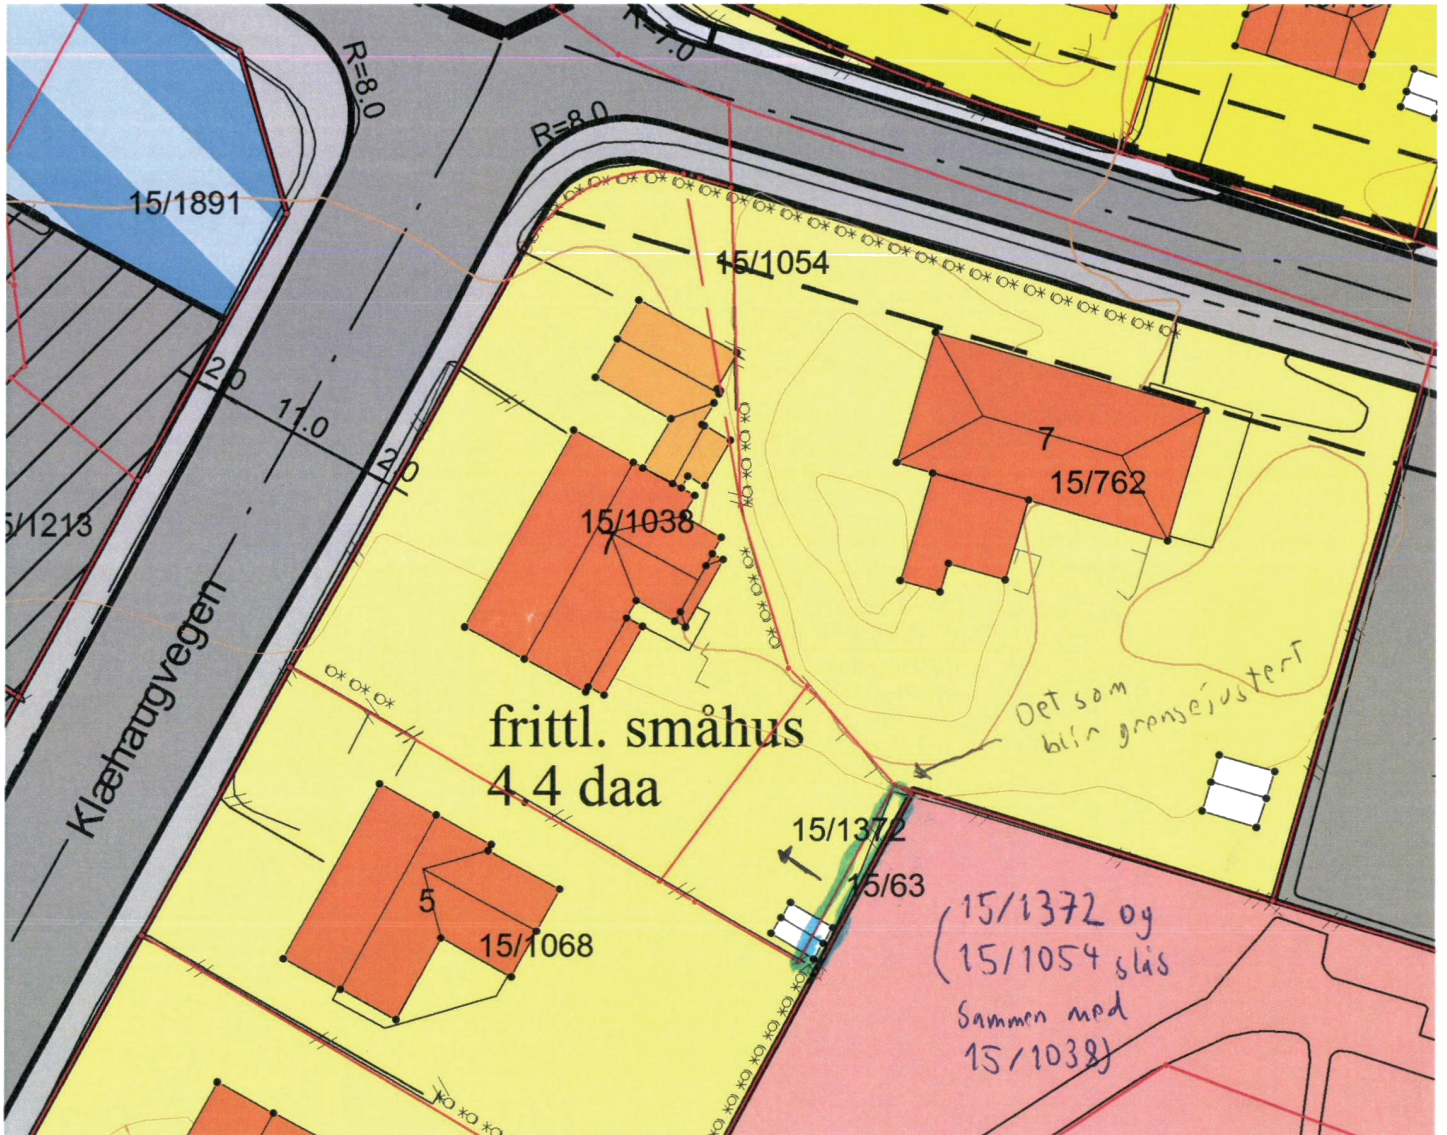 R=8.0
R=7.0
R=8.0
15/1891
15/1054
2.0
11.0
2.0
7
15/762
15/1038
7
5/1213
Klæhaugvegen
frittl. småhus
4.4 daa
Det som
blir grensejustert
15/1372
15/63
5
15/1068
(15/1372 og
15/1054 slås
Sammen med
15/1038)